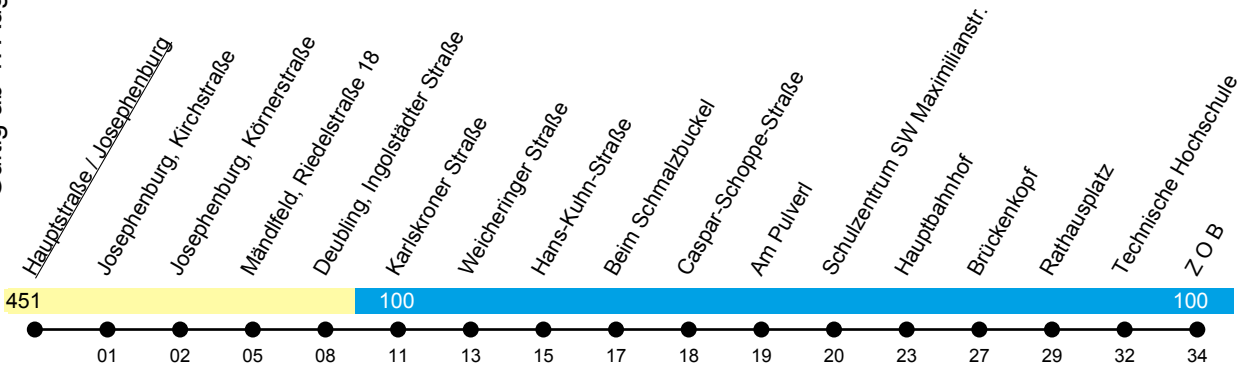 Hauptstraße / Josephenburg
Josephenburg, Kirchstraße
Josephenburg, Körnerstraße
Mändlfeld, Riedelstraße 18
Deubling, Ingolstädter Straße
Karlskroner Straße
Weicheringer Straße
Hans-Kuhn-Straße
Beim Schmalzbuckel
Caspar-Schoppe-Straße
Am Pulverl
Schulzentrum SW Maximilianstr.
Hauptbahnhof
Brückenkopf
Rathausplatz
Technische Hochschule
Z O B
451 100 100
01 02 05 08 11 13 15 17 18 19 20 23 27 29 32 34